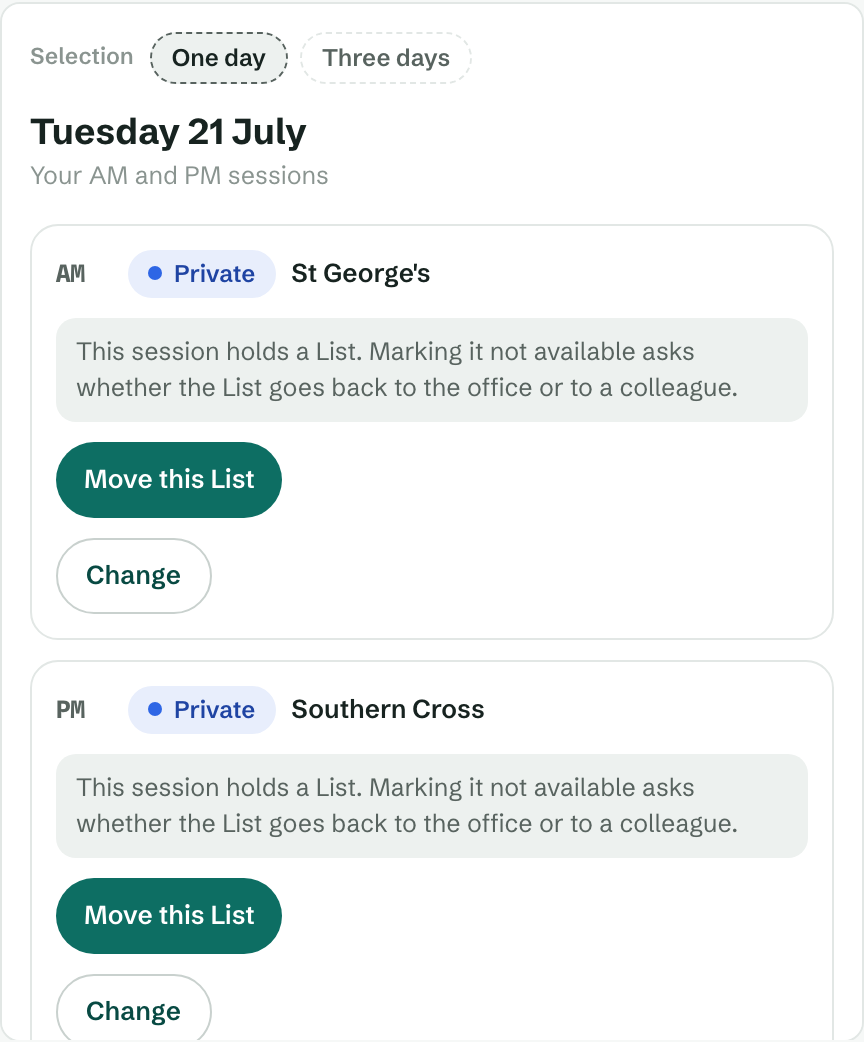 Selection One day Three days
Tuesday 21 July
Your AM and PM sessions
AM Private St George's
This session holds a List. Marking it not available asks
whether the List goes back to the office or to a colleague.
Move this List
Change
PM Private Southern Cross
This session holds a List. Marking it not available asks
whether the List goes back to the office or to a colleague.
Move this List
Change